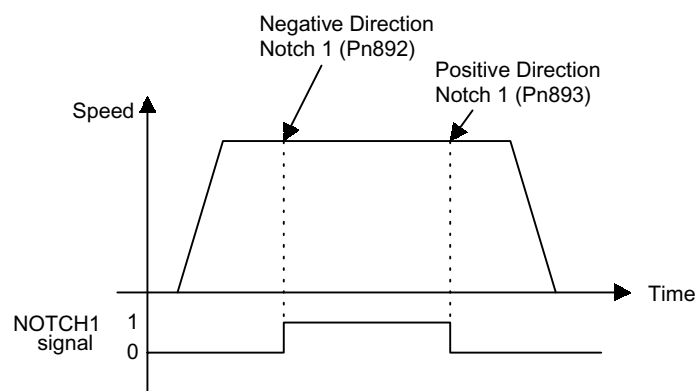 Negative Direction
Notch 1 (Pn892)
Positive Direction
Notch 1 (Pn893)
Speed
Time
NOTCH1
signal
1
0